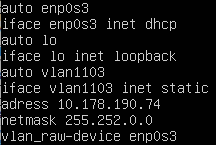 auto enp0s3
iface enp0s3 inet dhcp
auto lo
iface lo inet loopback
auto vlan1103
iface vlan1103 inet static
adress 10.178.190.74
netmask 255.252.0.0
vlan_raw-device enp0s3